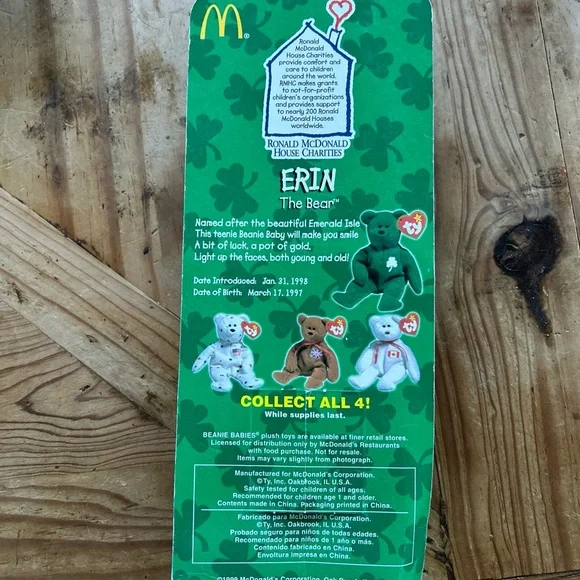 M®
Ronald
McDonald
House Charities
provide comfort and
care to children
around the world.
RMHC makes grants
to not-for-profit
children's organizations
and provides support
to nearly 200 Ronald
McDonald Houses
worldwide.
RONALD MCDONALD
HOUSE CHARITIES
ERIN
The Bear™
Named after the beautiful Emerald Isle
This teenie Beanie Baby will make you smile
A bit of luck, a pot of gold,
Light up the faces, both young and old!
Date Introduced: Jan. 31, 1998
Date of Birth: March 17, 1997
ty
ty
ty
ty
COLLECT ALL 4!
While supplies last.
BEANIE BABIES® plush toys are available at finer retail stores.
Licensed for distribution only by McDonald's Restaurants
with food purchase. Not for resale.
Items may vary slightly from photograph.
Manufactured for McDonald's Corporation.
©Ty, Inc. Oakbrook, IL U.S.A.
Safety tested for children of all ages.
Recommended for children age 1 and older.
Contents made in China. Packaging printed in China.
Fabricado para McDonald's Corporation.
©Ty, Inc. Oakbrook, IL U.S.A.
Probado seguro para niños de todas edades.
Recomendado para niños de 1 año o más.
Contenido fabricado en China.
Envoltura impresa en China.
©1999 McDonald's Corporation, Oak